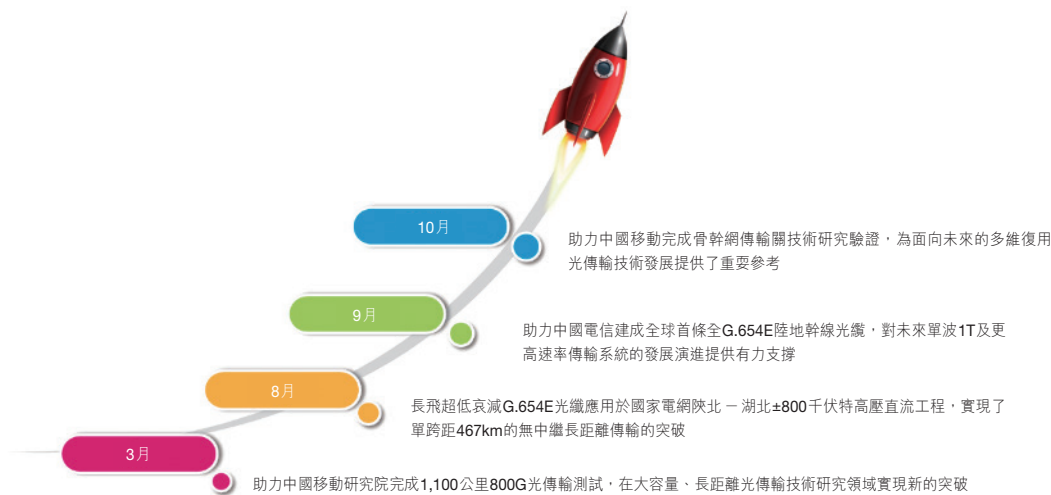 10月
助力中國移動完成骨幹網傳輸關技術研究驗證,為面向未來的多維復用
光傳輸技術發展提供了重要參考
9月
助力中國電信建成全球首條全G.654E陸地幹線光纜,對未來單波1T及更
高速率傳輸系統的發展演進提供有力支撐
8月
長飛超低衰減G.654E光纖應用於國家電網陝北－湖北±800千伏特高壓直流工程,實現了
單跨距467km的無中繼長距離傳輸的突破
3月
助力中國移動研究院完成1,100公里800G光傳輸測試,在大容量、長距離光傳輸技術研究領域實現新的突破